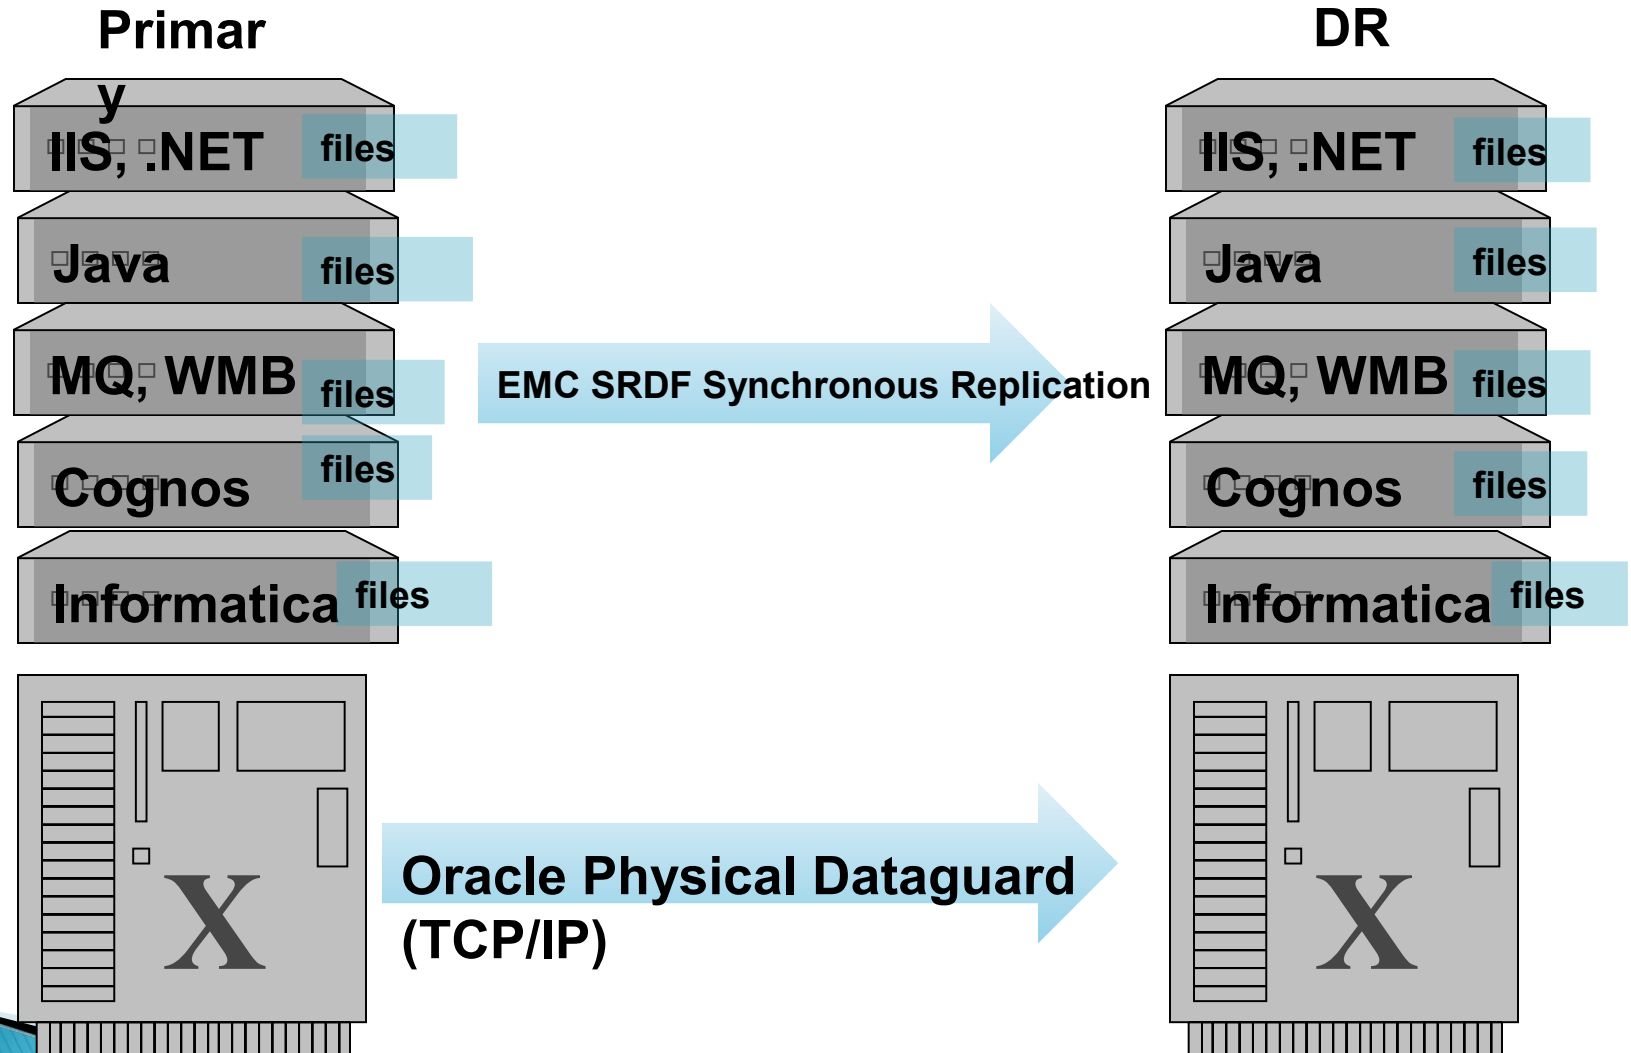 Primar
y
DR
IIS, .NET
files
Java
files
MQ, WMB
files
Cognos
files
Informatica
files
EMC SRDF Synchronous Replication
IIS, .NET
files
Java
files
MQ, WMB
files
Cognos
files
Informatica
files
X
Oracle Physical Dataguard
(TCP/IP)
X